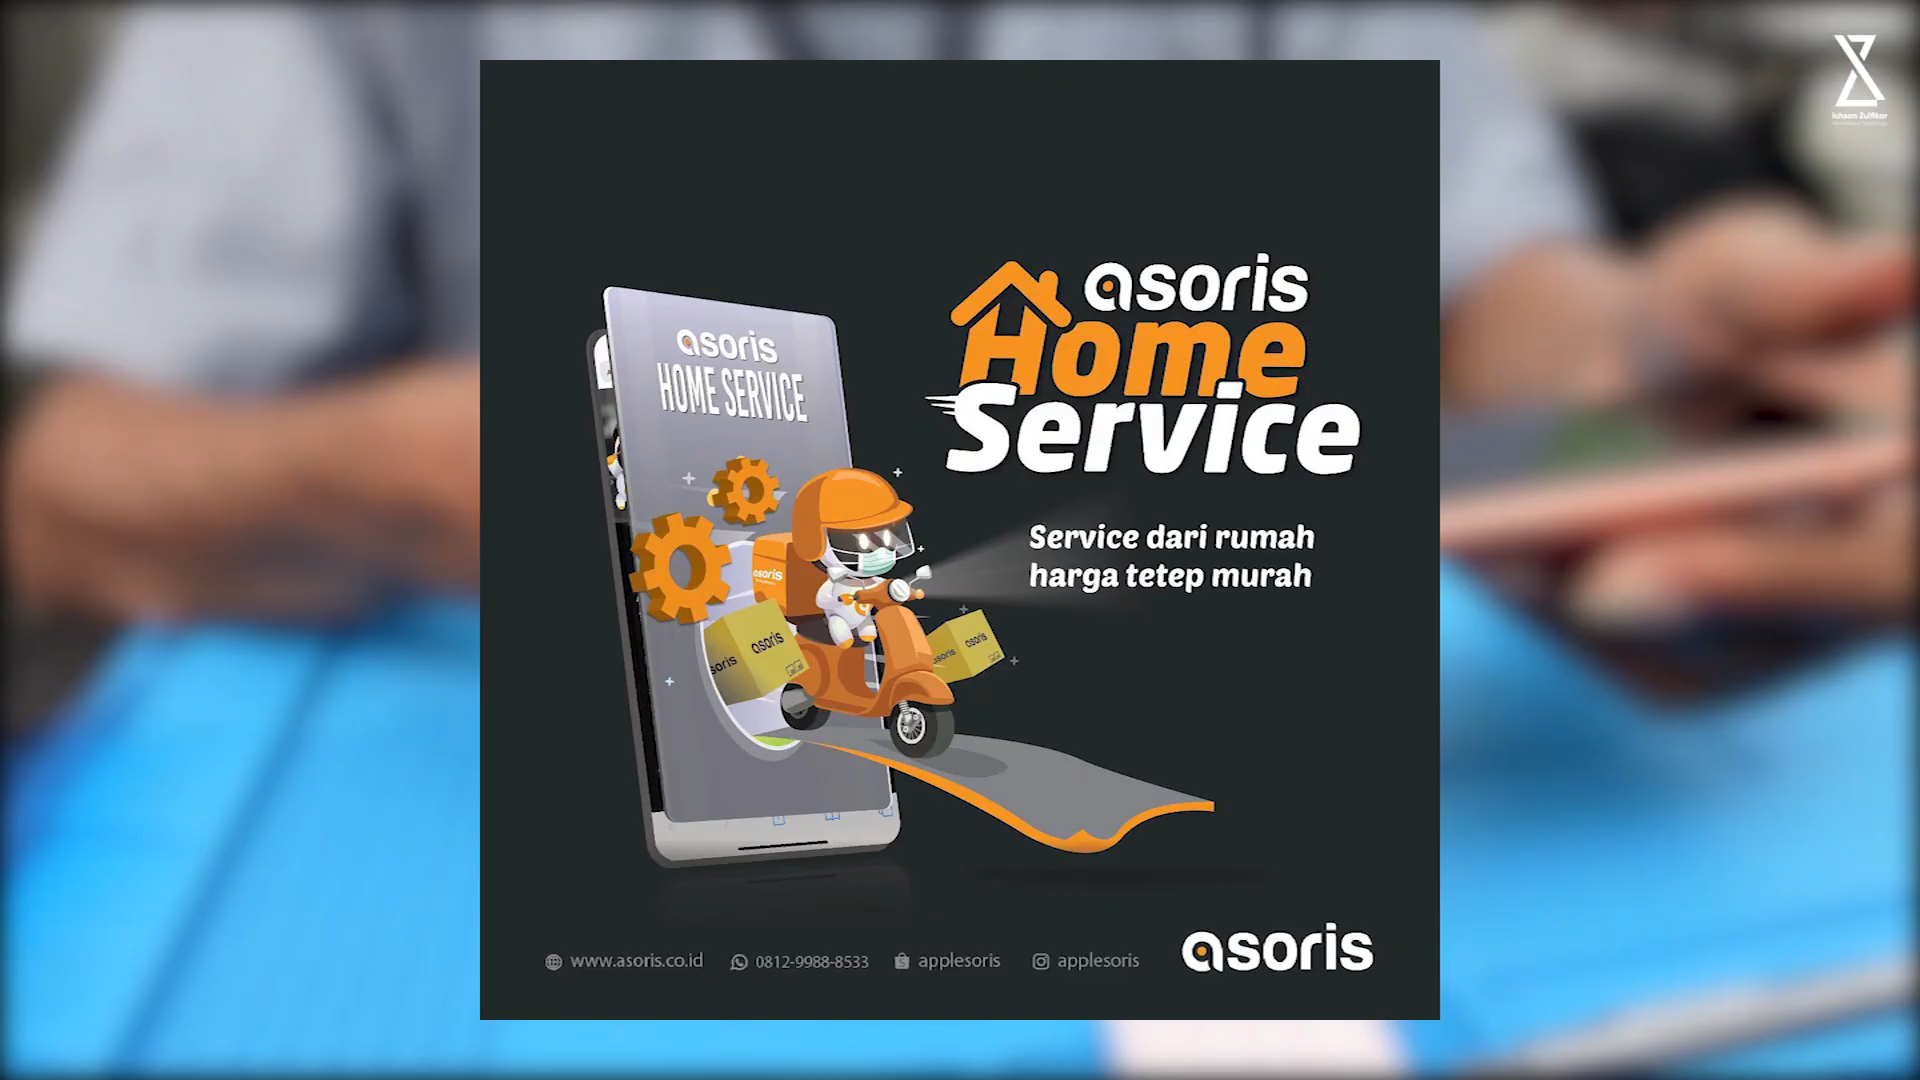 Ichsan Zulfikar
asoris
Home
Service
asoris
HOME SERVICE
Service dari rumah
harga tetep murah
asoris
asoris
asoris
asoris
www.asoris.co.id
0812-9988-8533
applesoris
applesoris
asoris